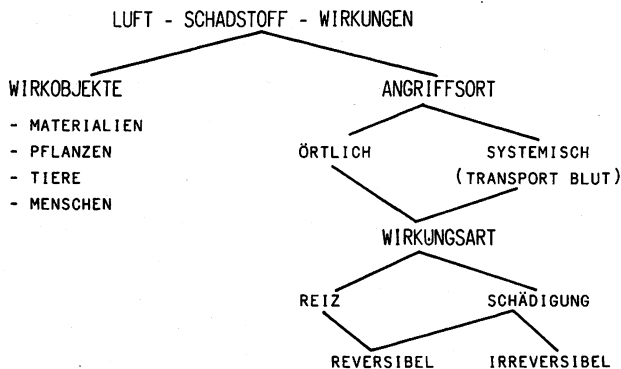 LUFT - SCHADSTOFF - WIRKUNGEN
WIRKOBJEKTE
- MATERIALIEN
- PFLANZEN
- TIERE
- MENSCHEN
ANGRIFFSORT
ÖRTLICH
SYSTEMISCH
(TRANSPORT BLUT)
WIRKUNGSART
REIZ
SCHÄDIGUNG
REVERSIBEL
IRREVERSIBEL